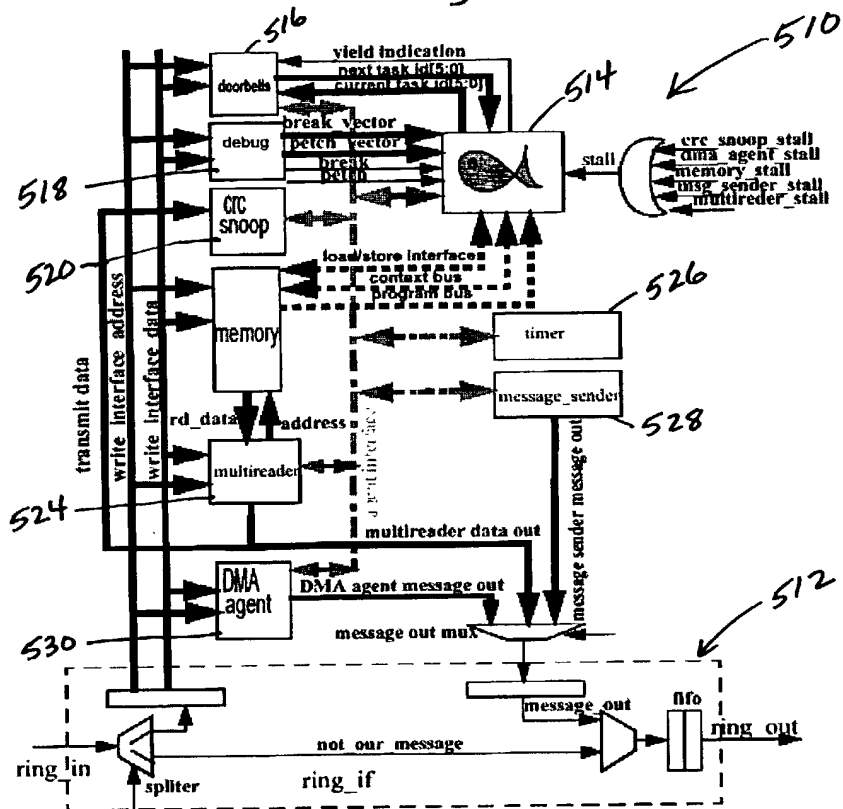 516
510
yield indication
next task id[5:0]
current task id[5:0]
doorbells
514
break_vector
petch_vector
break
petch
debug
518
stall
crc_snoop_stall
dma_agent_stall
memory_stall
msg_sender_stall
multireder_stall
crc
snoop
520
load/store interface
context bus
program bus
526
memory
timer
message_sender
528
transmit data
write interface address
write interface data
rd_data
address
multireader
524
multireader data out
message sender message out
DMA
agent
DMA agent message out
530
message out mux
512
message_out
fifo
ring_out
not_our_message
ring_in
spliter
ring_if